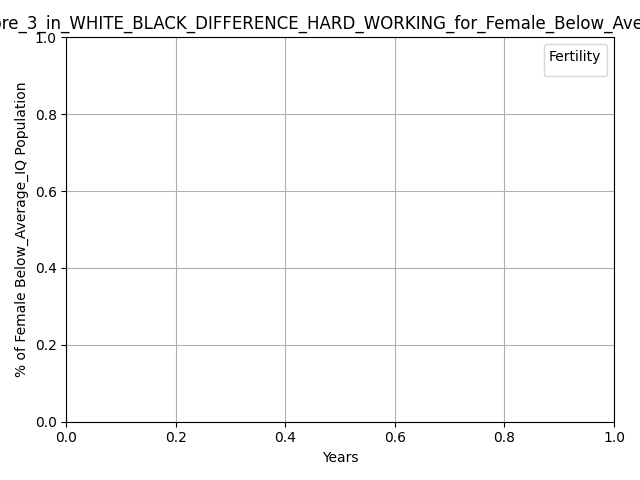 ore_3_in_WHITE_BLACK_DIFFERENCE_HARD_WORKING_for_Female_Below_Ave
1.0
Fertility
0.8
0.6
0.4
0.2
0.0
% of Female Below_Average_IQ Population
0.0 0.2 0.4 0.6 0.8 1.0
Years